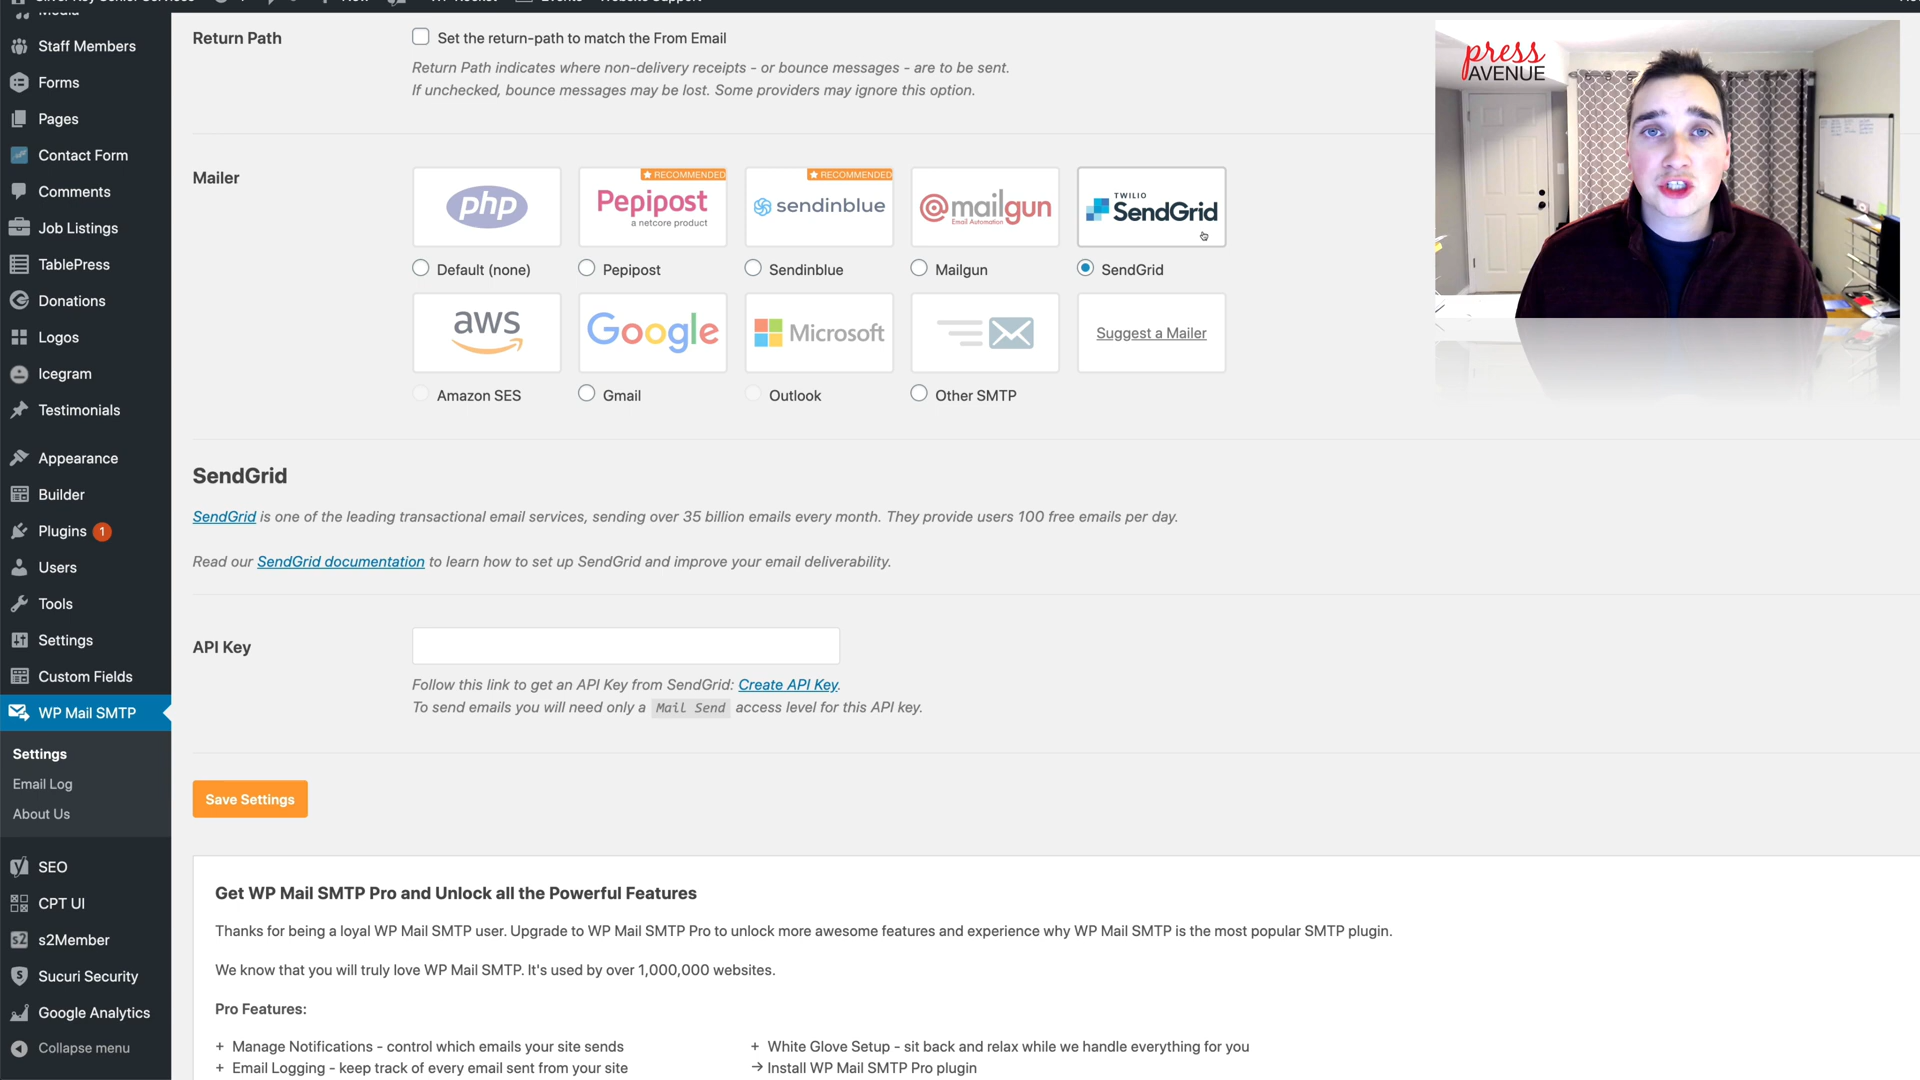 Media
Staff Members
Forms
Pages
Contact Form
Comments
Job Listings
TablePress
Donations
Logos
Icegram
Testimonials
Appearance
Builder
Plugins 1
Users
Tools
Settings
Custom Fields
WP Mail SMTP
Settings
Email Log
About Us
SEO
CPT UI
s2Member
Sucuri Security
Google Analytics
Collapse menu
Return Path
Set the return-path to match the From Email
Return Path indicates where non-delivery receipts - or bounce messages - are to be sent.
If unchecked, bounce messages may be lost. Some providers may ignore this option.
Mailer
php
RECOMMENDED
Pepipost
a netcore product
RECOMMENDED
sendinblue
@mailgun
Email Automation
TWILIO
SendGrid
Default (none)
Pepipost
Sendinblue
Mailgun
SendGrid
aws
Google
Microsoft
Suggest a Mailer
Amazon SES
Gmail
Outlook
Other SMTP
SendGrid
SendGrid is one of the leading transactional email services, sending over 35 billion emails every month. They provide users 100 free emails per day.
Read our SendGrid documentation to learn how to set up SendGrid and improve your email deliverability.
API Key
Follow this link to get an API Key from SendGrid: Create API Key.
To send emails you will need only a Mail Send access level for this API key.
Save Settings
Get WP Mail SMTP Pro and Unlock all the Powerful Features
Thanks for being a loyal WP Mail SMTP user. Upgrade to WP Mail SMTP Pro to unlock more awesome features and experience why WP Mail SMTP is the most popular SMTP plugin.
We know that you will truly love WP Mail SMTP. It's used by over 1,000,000 websites.
Pro Features:
+ Manage Notifications - control which emails your site sends
+ Email Logging - keep track of every email sent from your site
+ White Glove Setup - sit back and relax while we handle everything for you
→ Install WP Mail SMTP Pro plugin
press
AVENUE